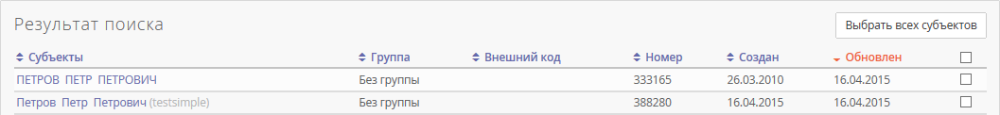 Результат поиска Выбрать всех субъектов
Субъекты Группа Внешний код Номер Создан Обновлен
ПЕТРОВ ПЕТР ПЕТРОВИЧ Без группы 333165 26.03.2010 16.04.2015
Петров Петр Петрович (testsimple) Без группы 388280 16.04.2015 16.04.2015